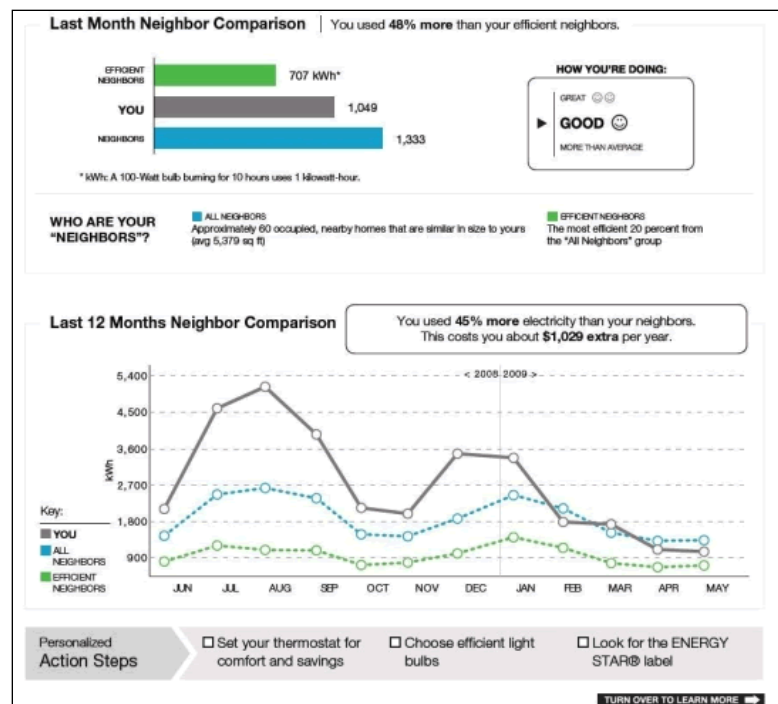 Last Month Neighbor Comparison
You used 48% more than your efficient neighbors.
EFFICIENT
NEIGHBORS
707 kWh*
YOU
1,049
NEIGHBORS
1,333
* kWh: A 100-Watt bulb burning for 10 hours uses 1 kilowatt-hour.
HOW YOU'RE DOING:
GREAT
GOOD
MORE THAN AVERAGE
WHO ARE YOUR
"NEIGHBORS"?
ALL NEIGHBORS
Approximately 60 occupied, nearby homes that are similar in size to yours
(avg 5,379 sq ft)
EFFICIENT NEIGHBORS
The most efficient 20 percent from
the "All Neighbors" group
Last 12 Months Neighbor Comparison
You used 45% more electricity than your neighbors.
This costs you about $1,029 extra per year.
< 2008 2009 >
5,400
4,500
3,600
2,700
1,800
900
kWh
Key:
YOU
ALL
NEIGHBORS
EFFICIENT
NEIGHBORS
JUN JUL AUG SEP OCT NOV DEC JAN FEB MAR APR MAY
Personalized
Action Steps
Set your thermostat for
comfort and savings
Choose efficient light
bulbs
Look for the ENERGY
STAR® label
TURN OVER TO LEARN MORE